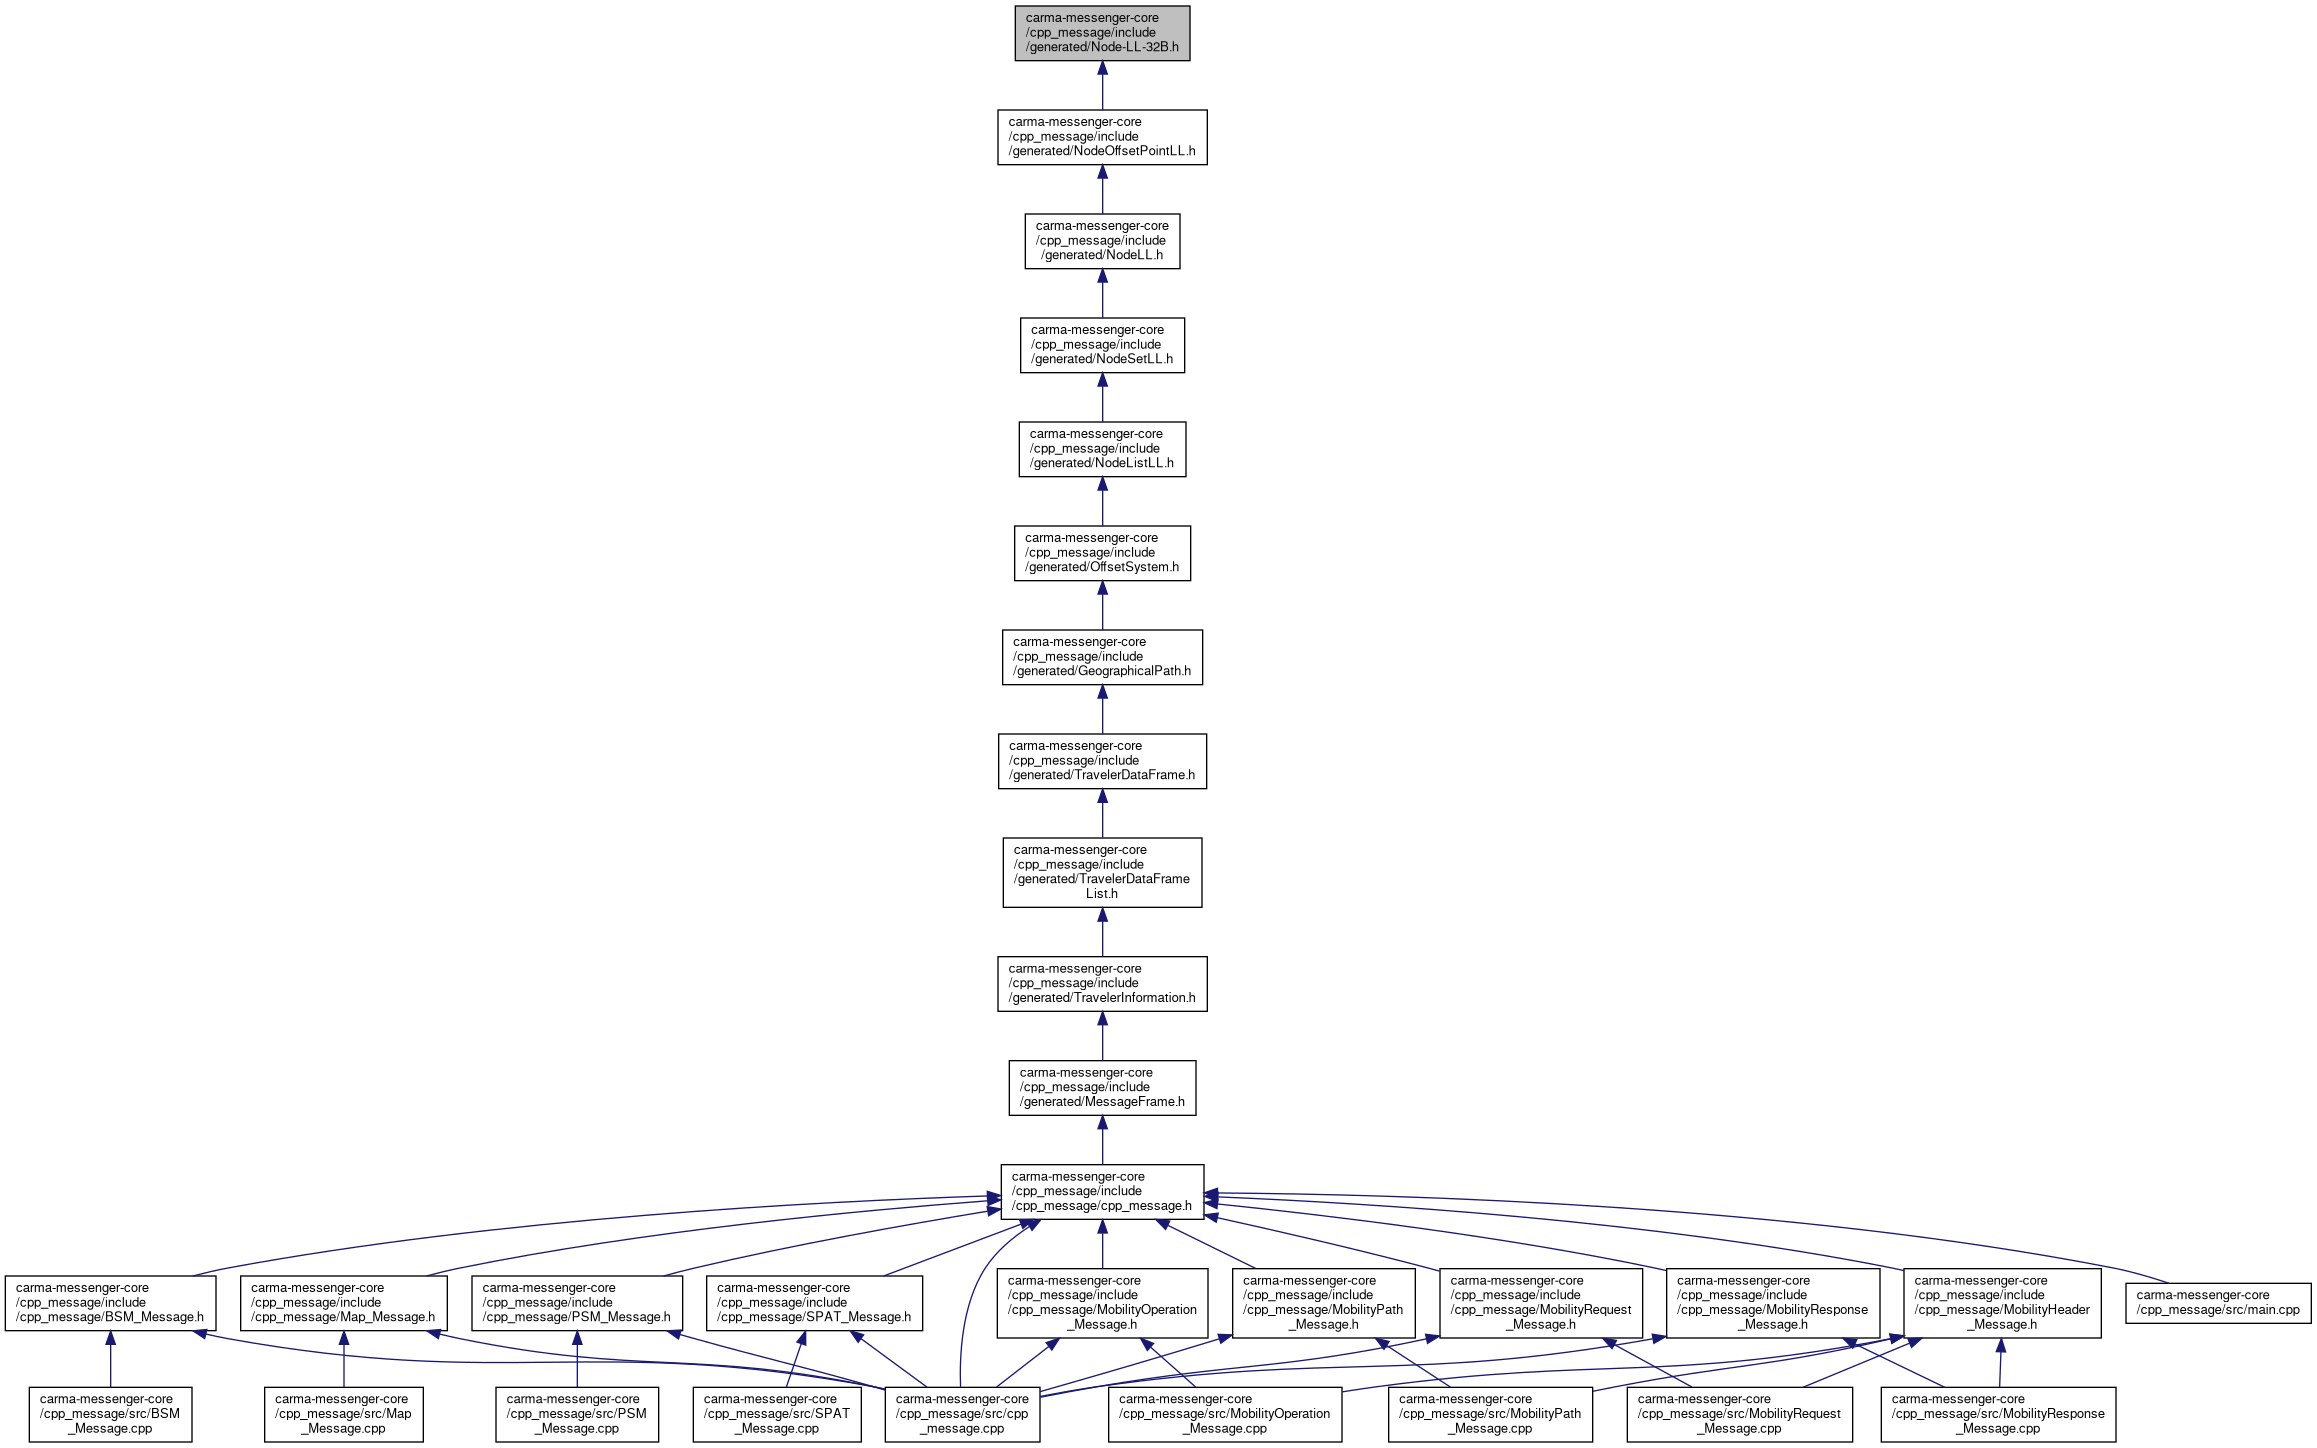 carma-messenger-core
/cpp_message/include
/generated/Node-LL-32B.h
carma-messenger-core
/cpp_message/include
/generated/NodeOffsetPointLL.h
carma-messenger-core
/cpp_message/include
/generated/NodeLL.h
carma-messenger-core
/cpp_message/include
/generated/NodeSetLL.h
carma-messenger-core
/cpp_message/include
/generated/NodeListLL.h
carma-messenger-core
/cpp_message/include
/generated/OffsetSystem.h
carma-messenger-core
/cpp_message/include
/generated/GeographicalPath.h
carma-messenger-core
/cpp_message/include
/generated/TravelerDataFrame.h
carma-messenger-core
/cpp_message/include
/generated/TravelerDataFrame
List.h
carma-messenger-core
/cpp_message/include
/generated/TravelerInformation.h
carma-messenger-core
/cpp_message/include
/generated/MessageFrame.h
carma-messenger-core
/cpp_message/include
/cpp_message/cpp_message.h
carma-messenger-core
/cpp_message/include
/cpp_message/BSM_Message.h
carma-messenger-core
/cpp_message/include
/cpp_message/Map_Message.h
carma-messenger-core
/cpp_message/include
/cpp_message/PSM_Message.h
carma-messenger-core
/cpp_message/include
/cpp_message/SPAT_Message.h
carma-messenger-core
/cpp_message/include
/cpp_message/MobilityOperation
_Message.h
carma-messenger-core
/cpp_message/include
/cpp_message/MobilityPath
_Message.h
carma-messenger-core
/cpp_message/include
/cpp_message/MobilityRequest
_Message.h
carma-messenger-core
/cpp_message/include
/cpp_message/MobilityResponse
_Message.h
carma-messenger-core
/cpp_message/include
/cpp_message/MobilityHeader
_Message.h
carma-messenger-core
/cpp_message/src/main.cpp
carma-messenger-core
/cpp_message/src/BSM
_Message.cpp
carma-messenger-core
/cpp_message/src/Map
_Message.cpp
carma-messenger-core
/cpp_message/src/PSM
_Message.cpp
carma-messenger-core
/cpp_message/src/SPAT
_Message.cpp
carma-messenger-core
/cpp_message/src/cpp
_message.cpp
carma-messenger-core
/cpp_message/src/MobilityOperation
_Message.cpp
carma-messenger-core
/cpp_message/src/MobilityPath
_Message.cpp
carma-messenger-core
/cpp_message/src/MobilityRequest
_Message.cpp
carma-messenger-core
/cpp_message/src/MobilityResponse
_Message.cpp